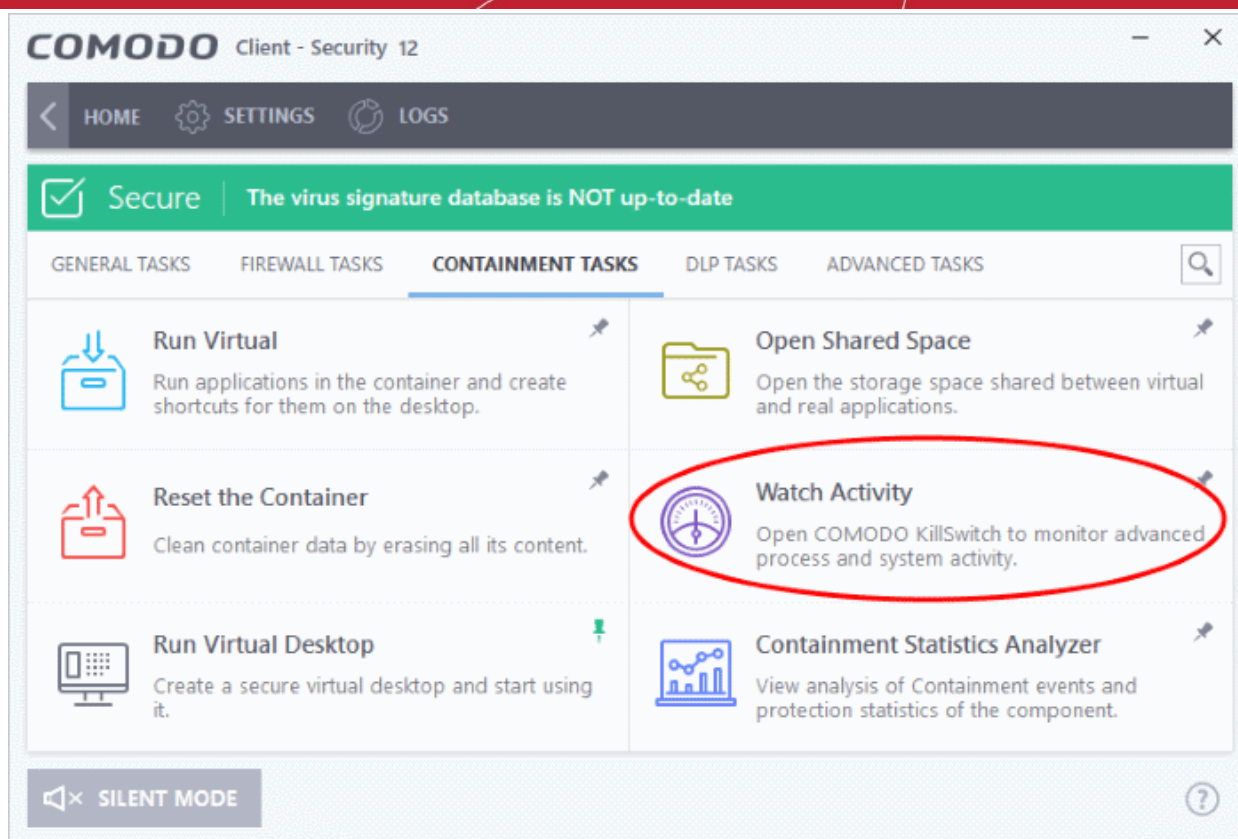 COMODO Client - Security 12
HOME SETTINGS LOGS
Secure The virus signature database is NOT up-to-date
GENERAL TASKS FIREWALL TASKS CONTAINMENT TASKS DLP TASKS ADVANCED TASKS
Run Virtual
Run applications in the container and create
shortcuts for them on the desktop.
Open Shared Space
Open the storage space shared between virtual
and real applications.
Reset the Container
Clean container data by erasing all its content.
Watch Activity
Open COMODO KillSwitch to monitor advanced
process and system activity.
Run Virtual Desktop
Create a secure virtual desktop and start using
it.
Containment Statistics Analyzer
View analysis of Containment events and
protection statistics of the component.
SILENT MODE
?